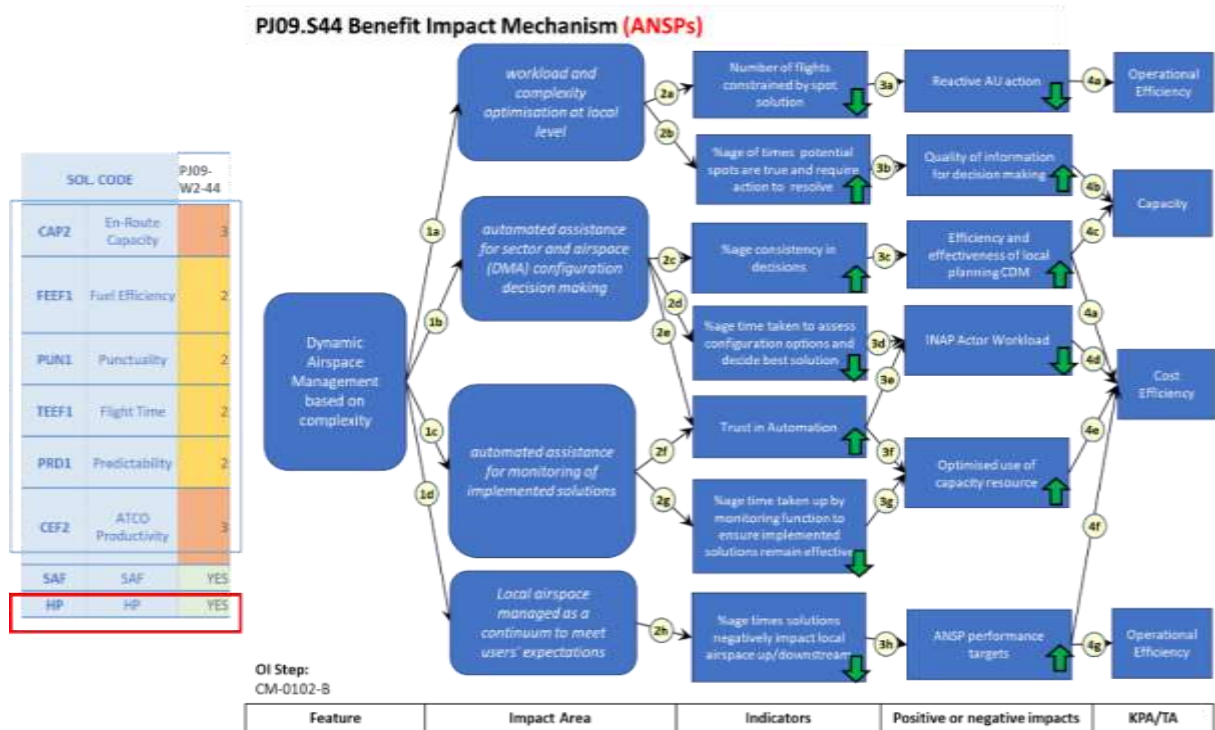 PJ09.S44 Benefit Impact Mechanism (ANSPs)
SOL. CODE
PJ09-
W2-44
CAP2
En-Route
Capacity
3
FEEF1
Fuel Efficiency
2
PUN1
Punctuality
2
TEEF1
Flight Time
2
PRD1
Predictability
2
CEF2
ATCO
Productivity
3
SAF
SAF
YES
HP
HP
YES
Dynamic
Airspace
Management
based on
complexity
1a
1b
1c
1d
workload and
complexity
optimisation at local
level
automated assistance
for sector and airspace
(DMA) configuration
decision making
automated assistance
for monitoring of
implemented solutions
Local airspace
managed as a
continuum to meet
users' expectations
2a
2b
2c
2d
2e
2f
2g
2h
Number of flights
constrained by spot
solution
%age of times potential
spots are true and require
action to resolve
%age consistency in
decisions
%age time taken to assess
configuration options and
decide best solution
Trust in Automation
%age time taken up by
monitoring function to
ensure implemented
solutions remain effective
%age times solutions
negatively impact local
airspace up/downstream
3a
3b
3c
3d
3e
3f
3g
3h
Reactive AU action
Quality of information
for decision making
Efficiency and
effectiveness of local
planning CDM
INAP Actor Workload
Optimised use of
capacity resource
ANSP performance
targets
4a
4b
4c
4a
4d
4e
4f
4g
Operational
Efficiency
Capacity
Cost
Efficiency
Operational
Efficiency
OI Step:
CM-0102-B
Feature
Impact Area
Indicators
Positive or negative impacts
KPA/TA